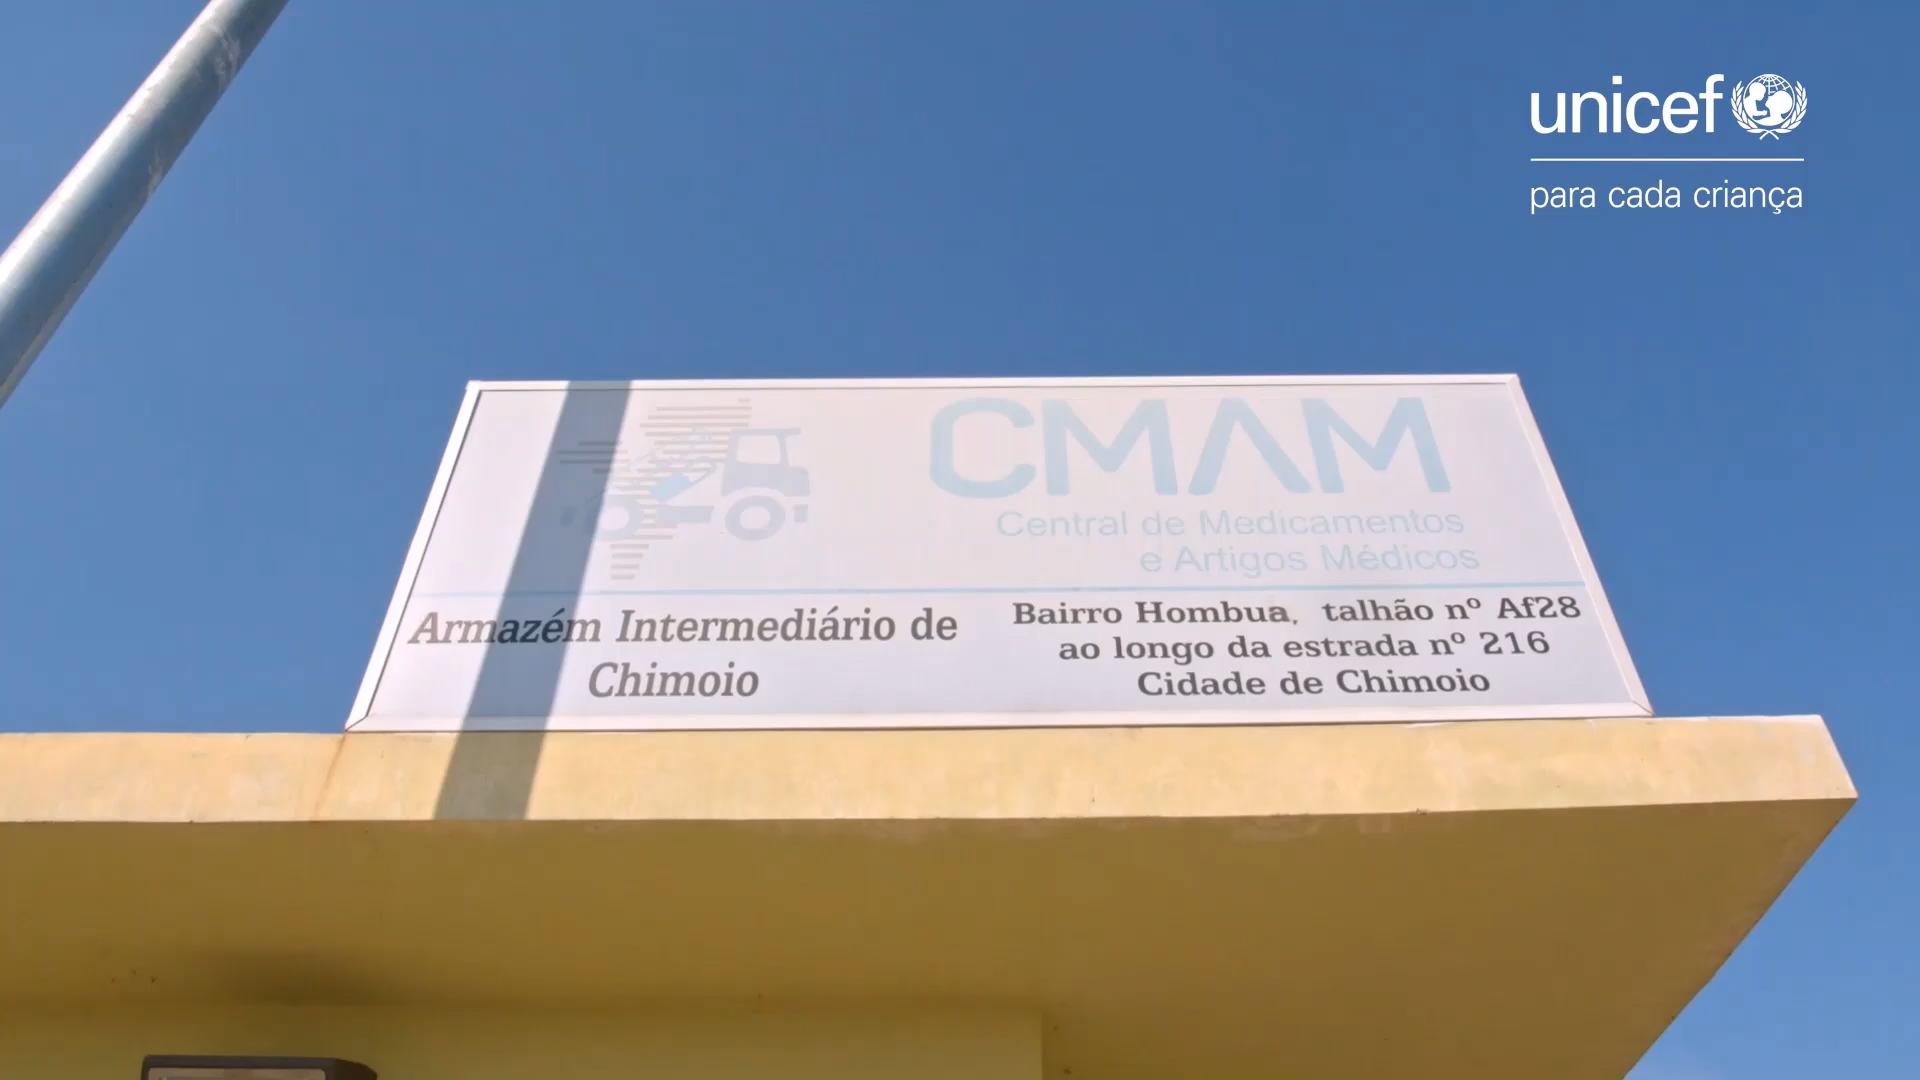 unicef
para cada criança
CMAM
Central de Medicamentos
e Artigos Médicos
Armazém Intermediário de
Chimoio
Bairro Hombua, talhão nº Af28
ao longo da estrada nº 216
Cidade de Chimoio